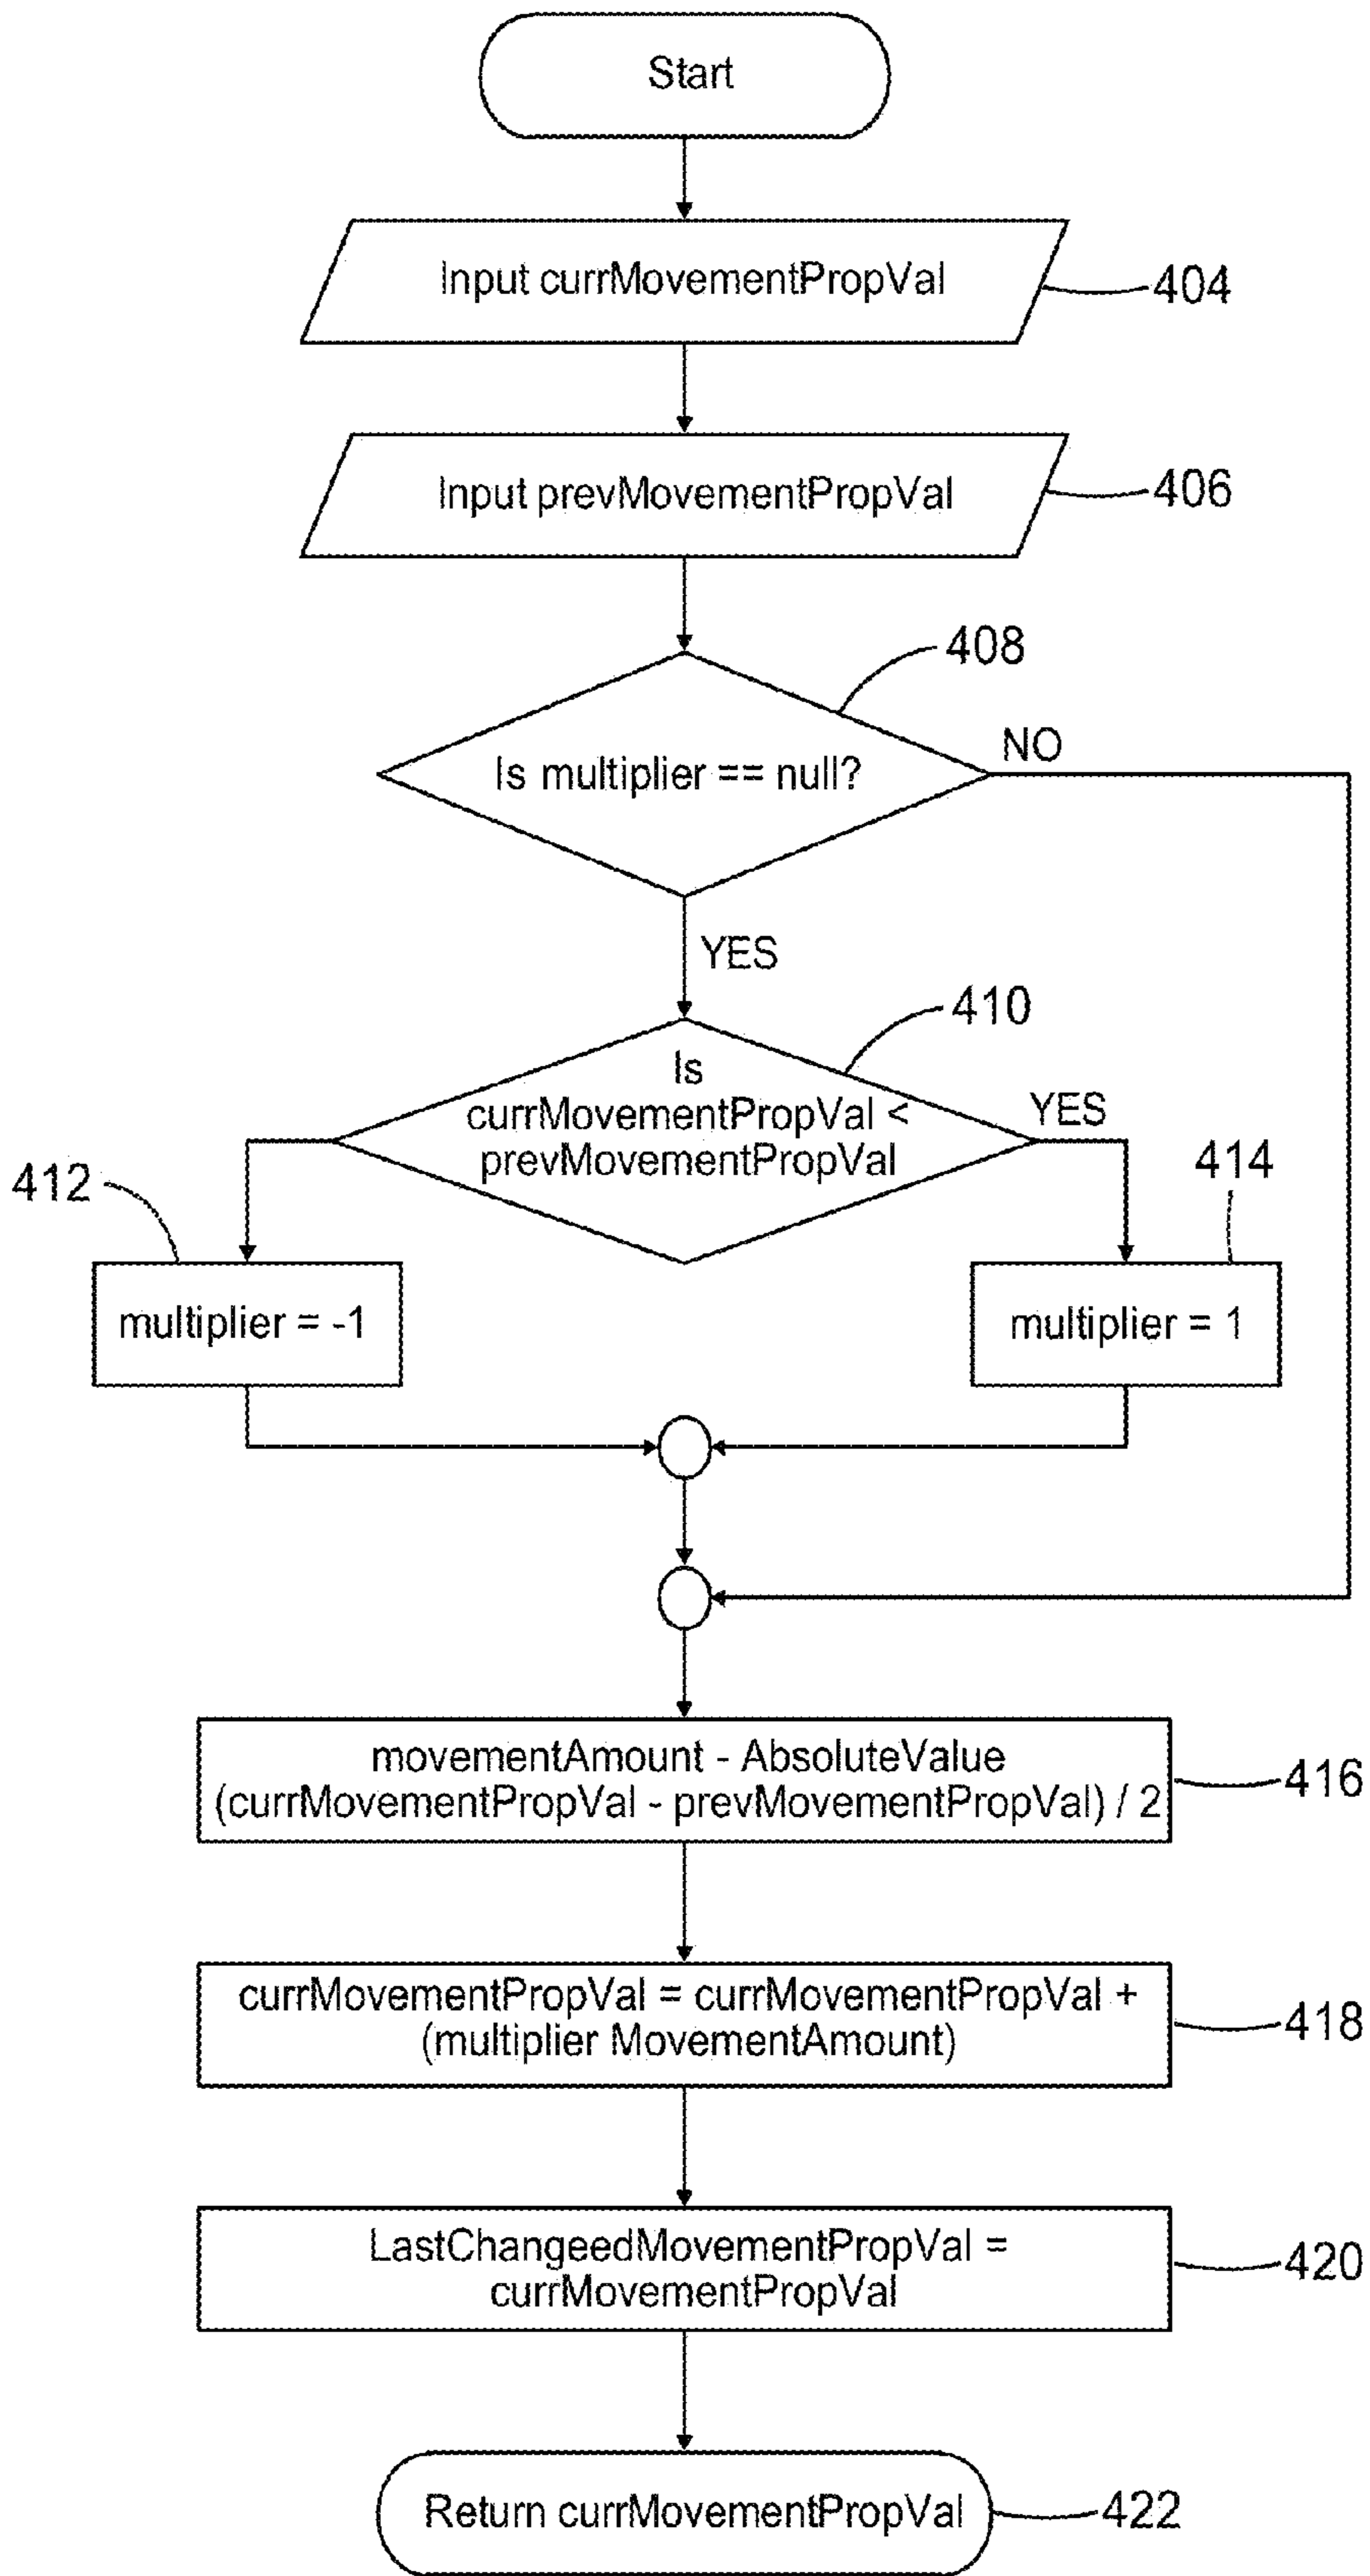 Start
Input currMovementPropVal
404
Input prevMovementPropVal
406
408
Is multiplier == null?
NO
YES
410
Is
currMovementPropVal <
prevMovementPropVal
YES
412
414
multiplier = -1
multiplier = 1
movementAmount - AbsoluteValue
(currMovementPropVal - prevMovementPropVal) / 2
416
currMovementPropVal = currMovementPropVal +
(multiplier MovementAmount)
418
LastChangeedMovementPropVal =
currMovementPropVal
420
Return currMovementPropVal
422